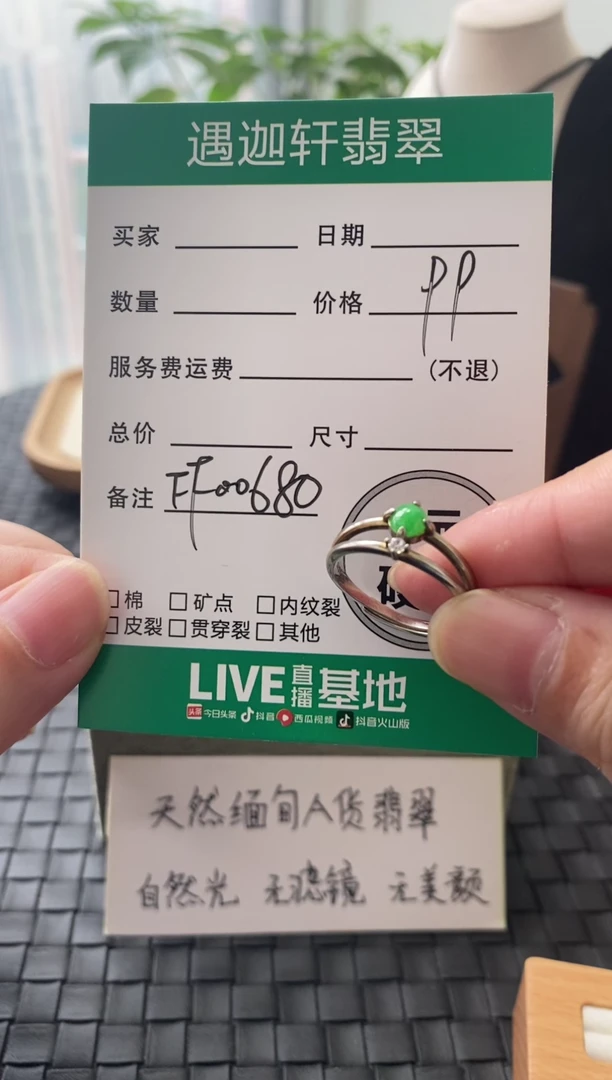 遇迦轩翡翠
买家 日期
数量 价格 PP
服务费运费 (不退)
总价 尺寸
备注 FF00680
棉 矿点 内纹裂
皮裂 贯穿裂 其他
LIVE直播基地
头条 今日头条 抖音 西瓜视频 抖音火山版
天然缅甸A货翡翠
自然光 无滤镜 无美颜